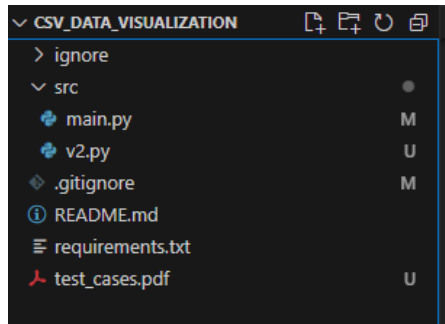 CSV_DATA_VISUALIZATION
ignore
src
main.py M
v2.py U
.gitignore M
README.md
requirements.txt
test_cases.pdf U